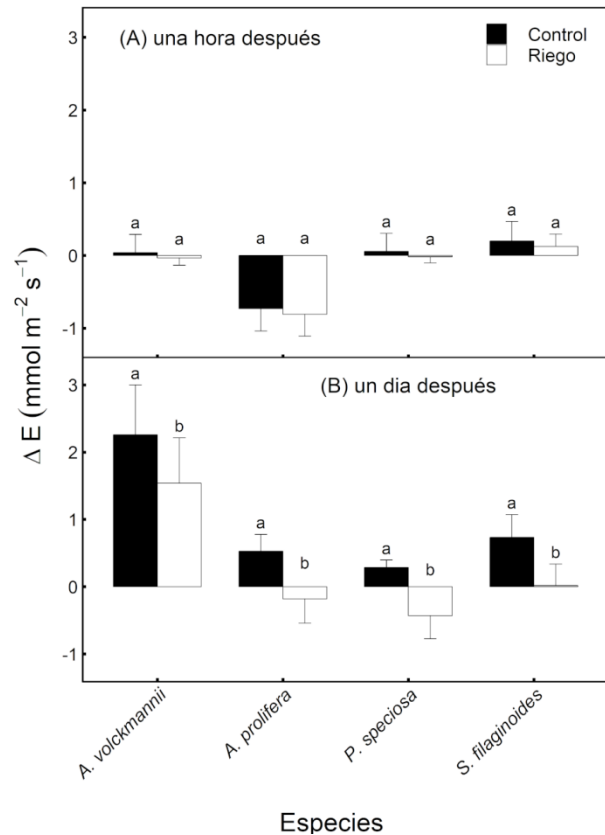 (A) una hora después
Control
Riego
3
2
1
0
-1
a a a a a a a a
Δ E (mmol m⁻² s⁻¹)
(B) un dia después
3
2
1
0
-1
a b a b a b a b
A. volckmannii
A. prolifera
P. speciosa
S. filaginoides
Especies